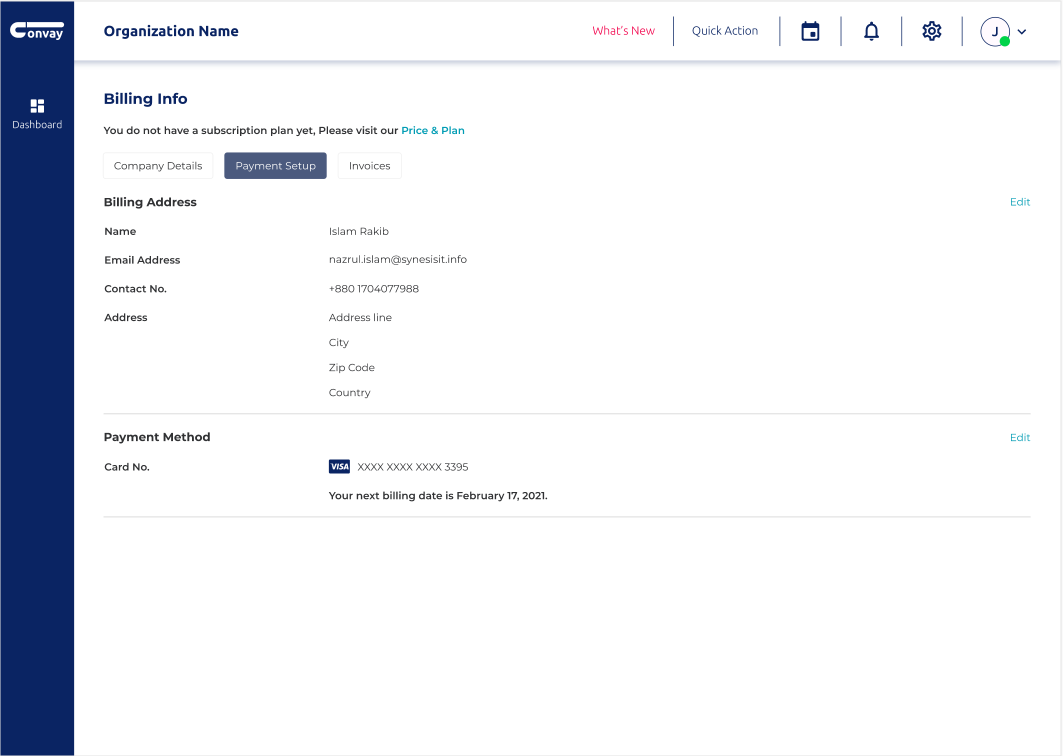 Convay
Organization Name
What's New
Quick Action
J
Dashboard
Billing Info
You do not have a subscription plan yet, Please visit our Price & Plan
Company Details
Payment Setup
Invoices
Billing Address
Edit
Name
Islam Rakib
Email Address
nazrul.islam@synesisit.info
Contact No.
+880 1704077988
Address
Address line
City
Zip Code
Country
Payment Method
Edit
Card No.
VISA XXXX XXXX XXXX 3395
Your next billing date is February 17, 2021.